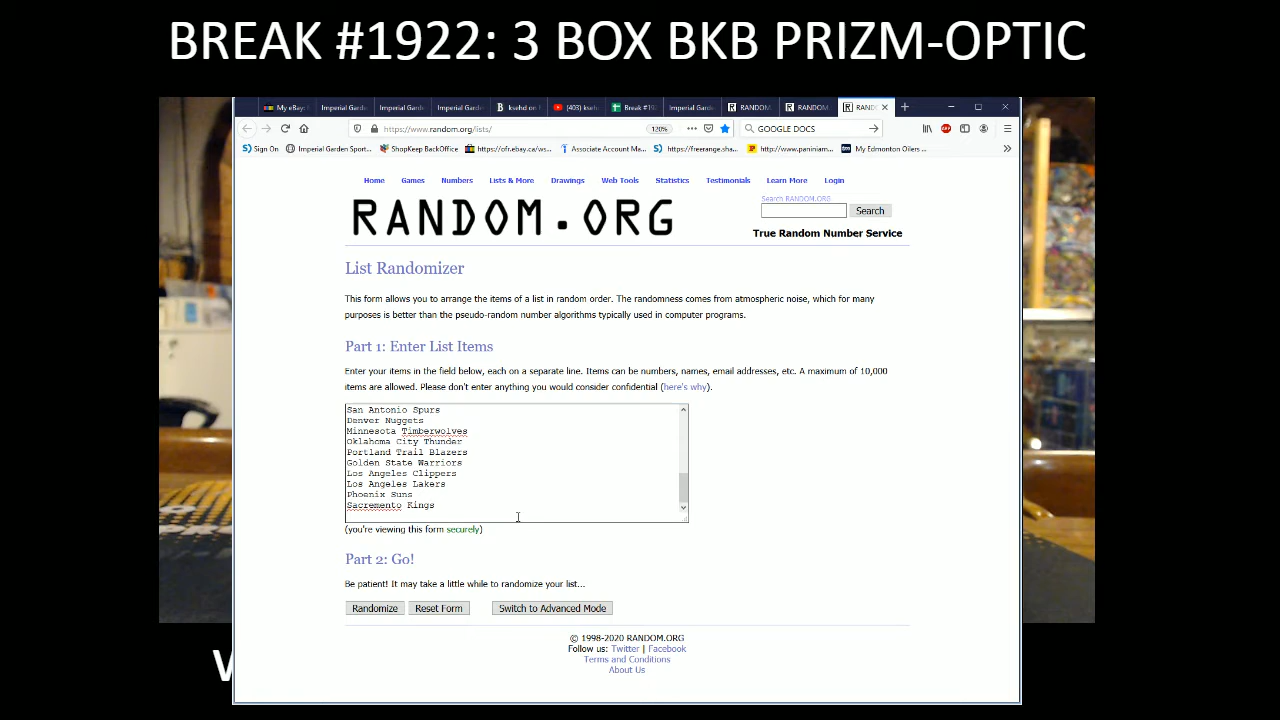 BREAK #1922: 3 BOX BKB PRIZM-OPTIC
My eBay
Imperial Gard
Imperial Gard
Imperial Gard
ksehd on
(403) kseh
Break #19
Imperial Gard
RANDOM.
RANDOM.
RAND
https://www.random.org/lists/
120%
GOOGLE DOCS
Sign On
Imperial Garden Sport...
ShopKeep BackOffice
https://ofr.ebay.ca/ws...
Associate Account Ma...
https://freerange.sha...
http://www.paniniam...
My Edmonton Oilers ...
Home Games Numbers Lists & More Drawings Web Tools Statistics Testimonials Learn More Login
RANDOM.ORG
Search RANDOM.ORG
Search
True Random Number Service
List Randomizer
This form allows you to arrange the items of a list in random order. The randomness comes from atmospheric noise, which for many
purposes is better than the pseudo-random number algorithms typically used in computer programs.
Part 1: Enter List Items
Enter your items in the field below, each on a separate line. Items can be numbers, names, email addresses, etc. A maximum of 10,000
items are allowed. Please don't enter anything you would consider confidential (here's why).
San Antonio Spurs
Denver Nuggets
Minnesota Timberwolves
Oklahoma City Thunder
Portland Trail Blazers
Golden State Warriors
Los Angeles Clippers
Los Angeles Lakers
Phoenix Suns
Sacremento Kings
(you're viewing this form securely)
Part 2: Go!
Be patient! It may take a little while to randomize your list...
Randomize Reset Form Switch to Advanced Mode
© 1998-2020 RANDOM.ORG
Follow us: Twitter | Facebook
Terms and Conditions
About Us